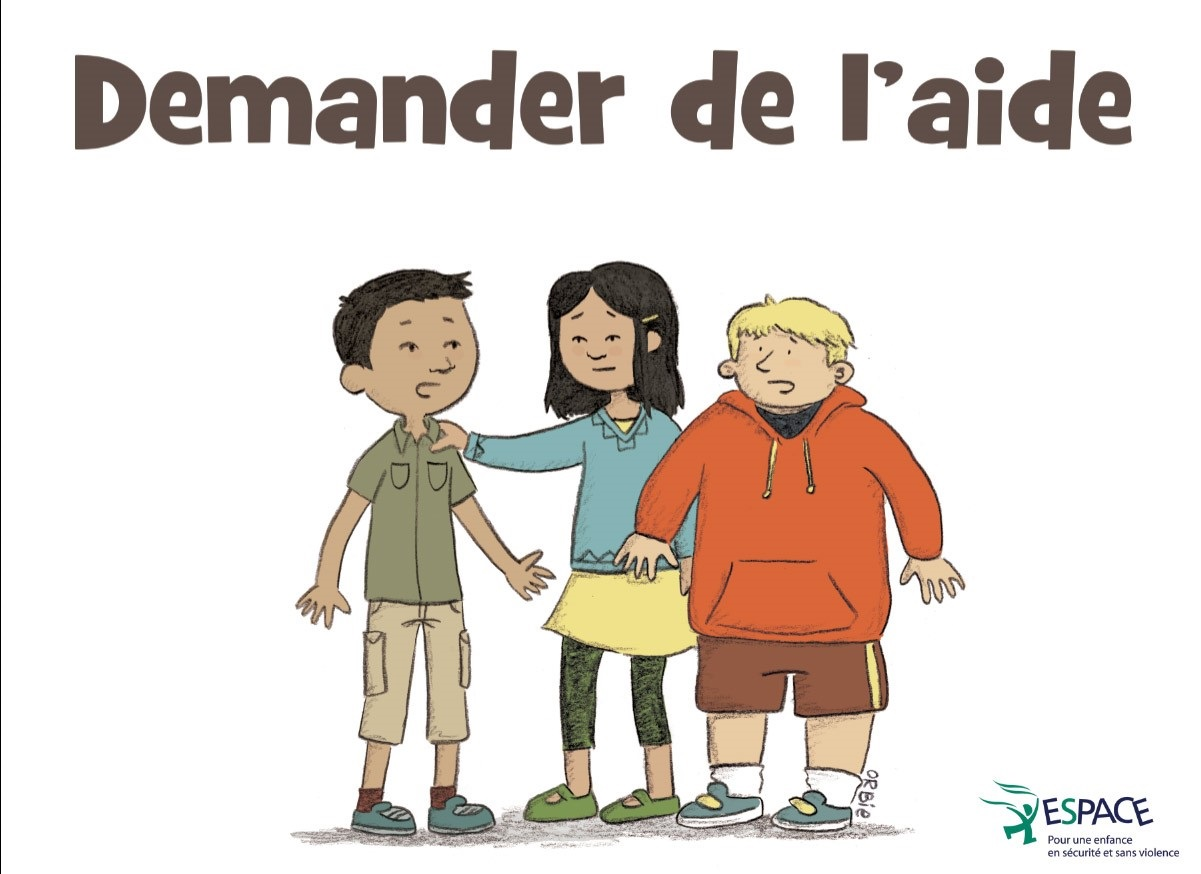 Demander de l'aide
ORBie
ESPACE
Pour une enfance
en sécurité et sans violence